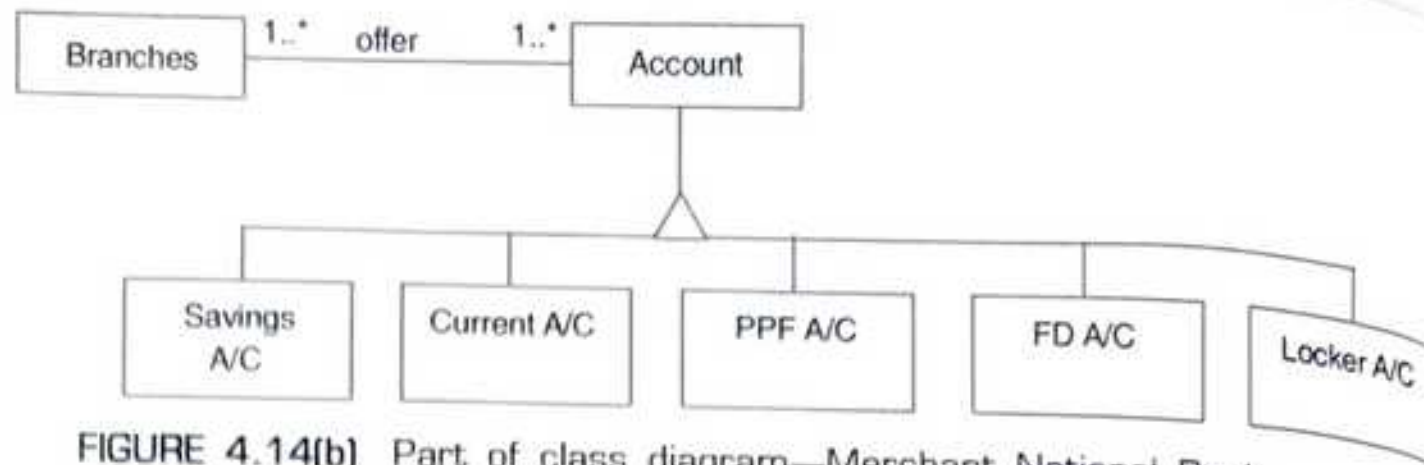 Branches
1..* offer 1..*
Account
Savings
A/C
Current A/C
PPF A/C
FD A/C
Locker A/C
FIGURE 4.14(b) Part of class diagram—Merchant National